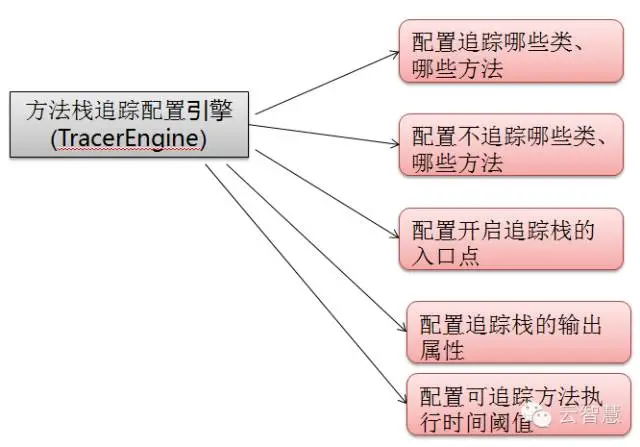 方法栈追踪配置引擎
(TracerEngine)
配置追踪哪些类、
哪些方法
配置不追踪哪些类、
哪些方法
配置开启追踪栈的
入口点
配置追踪栈的输出
属性
配置可追踪方法执
行时间阈值
云智慧